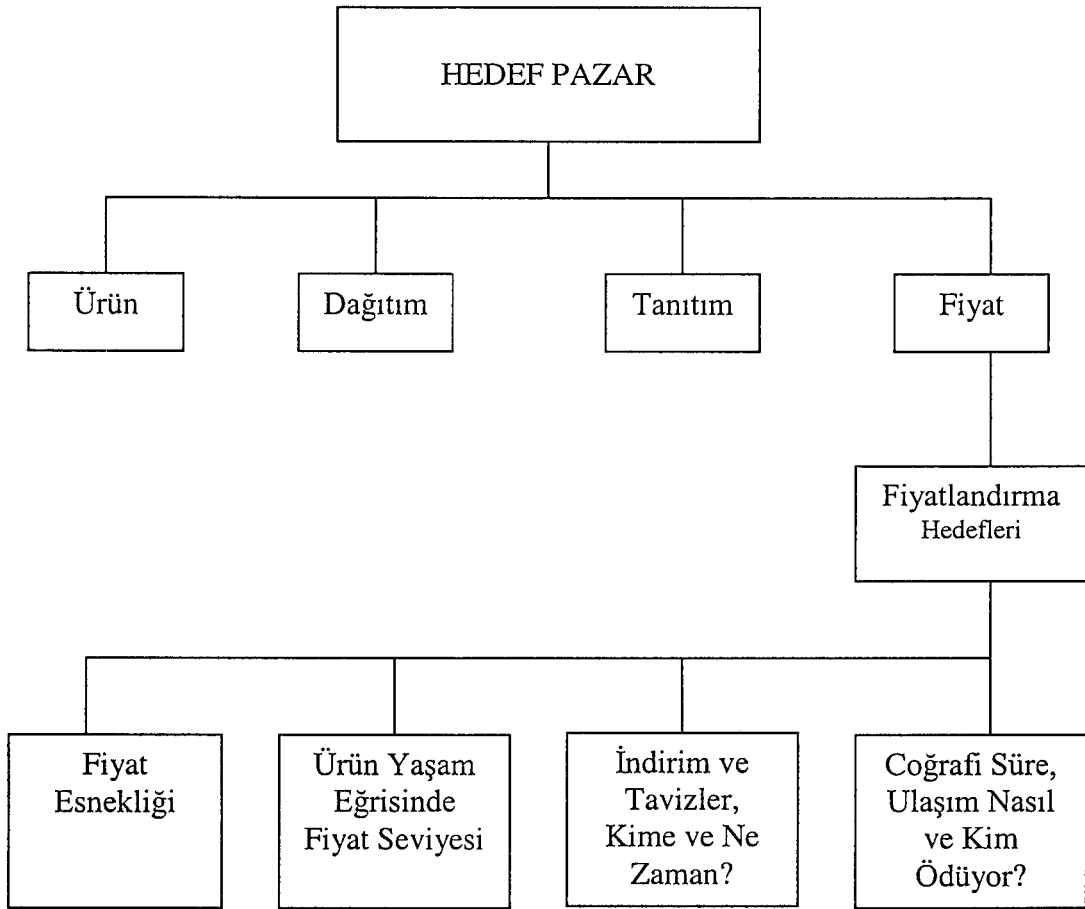 HEDEF PAZAR
Ürün
Dağıtım
Tanıtım
Fiyat
Fiyatlandırma
Hedefleri
Fiyat
Esnekliği
Ürün Yaşam
Eğrisinde
Fiyat Seviyesi
İndirim ve
Tavizler,
Kime ve Ne
Zaman?
Coğrafi Süre,
Ulaşım Nasıl
ve Kim
Ödüyor?